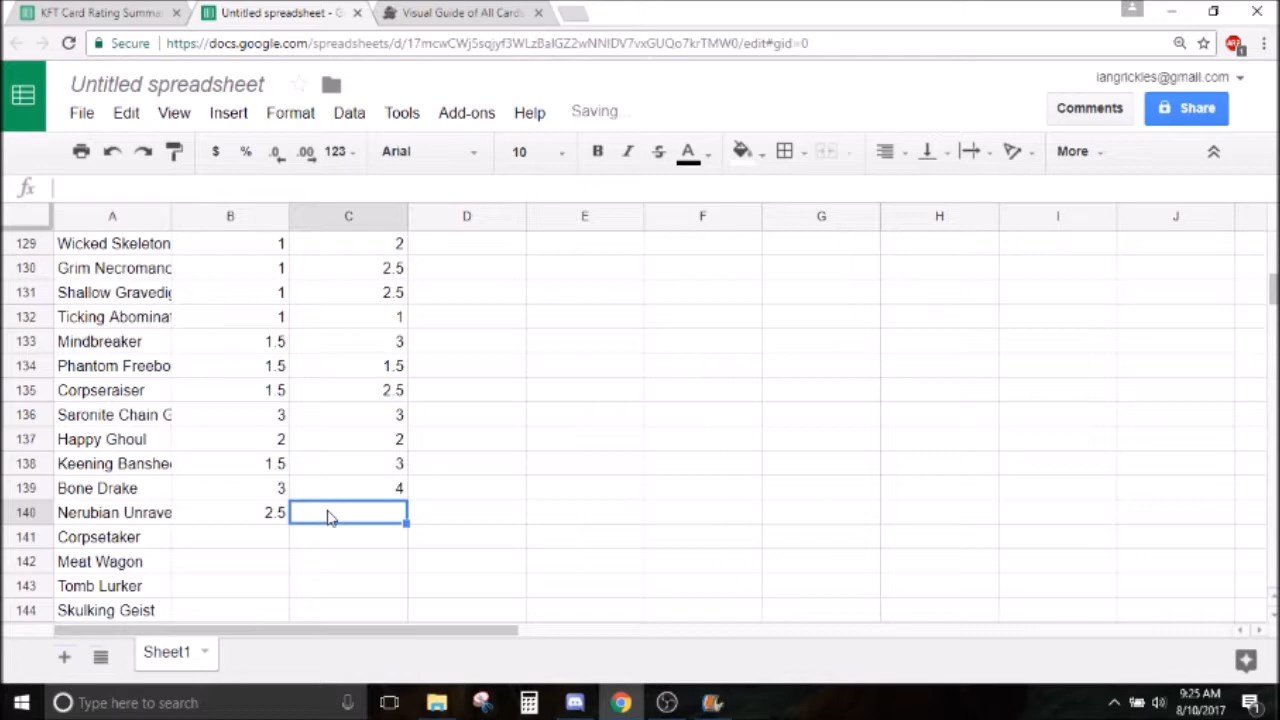 KFT Card Rating Summa
Untitled spreadsheet - G
Visual Guide of All Cards
Secure https://docs.google.com/spreadsheets/d/17mcwCWj5sqjyf3WLzBalGZ2wNNIDV7vxGUQo7krTMW0/edit#gid=0
Untitled spreadsheet
iangrickles@gmail.com
File Edit View Insert Format Data Tools Add-ons Help Saving...
Comments Share
$ % .0 .00 123 Arial 10 B I S A More
fx
A B C D E F G H I J
129 Wicked Skeleton 1 2
130 Grim Necromanc 1 2.5
131 Shallow Gravedig 1 2.5
132 Ticking Abominat 1 1
133 Mindbreaker 1.5 3
134 Phantom Freebo 1.5 1.5
135 Corpseraiser 1.5 2.5
136 Saronite Chain G 3 3
137 Happy Ghoul 2 2
138 Keening Banshee 1.5 3
139 Bone Drake 3 4
140 Nerubian Unrave 2.5
141 Corpsetaker
142 Meat Wagon
143 Tomb Lurker
144 Skulking Geist
Sheet1
Type here to search
9:25 AM
8/10/2017